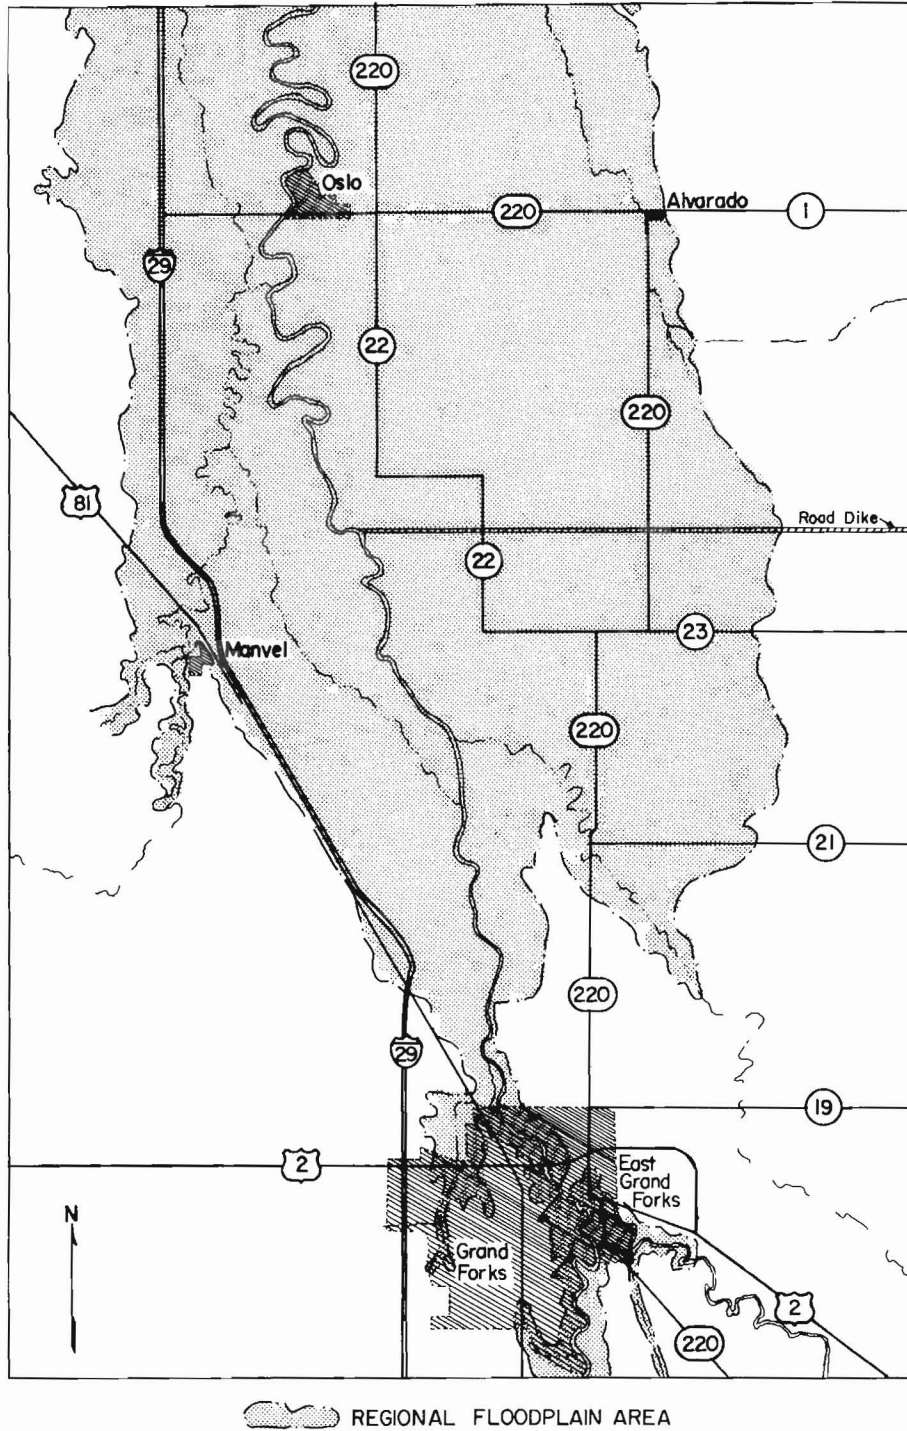 220
Oslo
220
Alvarado
1
29
22
220
81
Road Dike
22
23
Manvel
220
21
220
29
19
2
East
Grand
Forks
N
Grand
Forks
2
220
REGIONAL FLOODPLAIN AREA